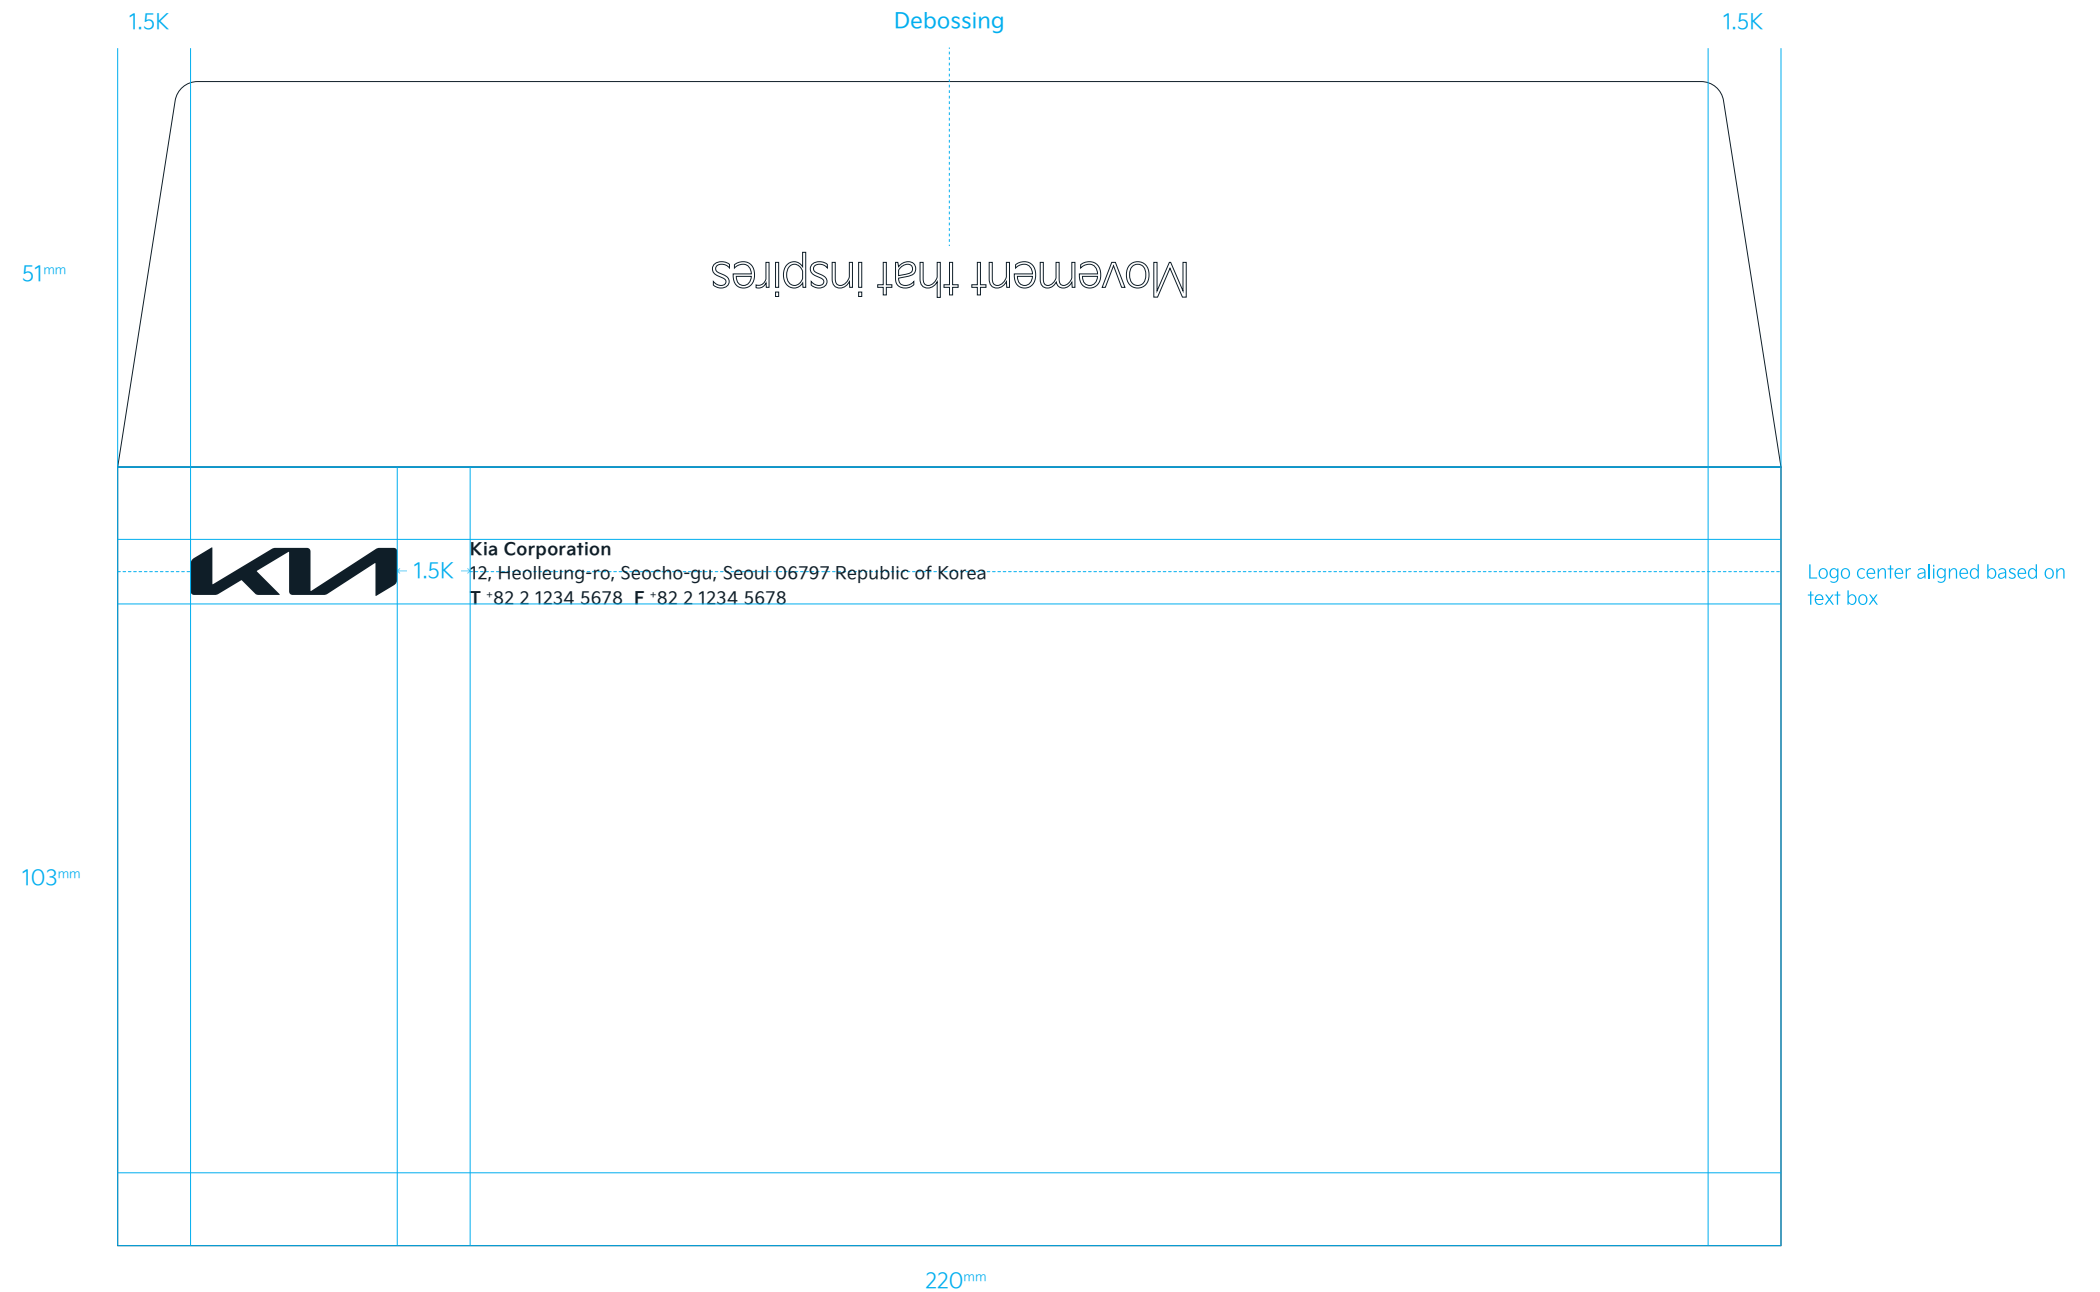 1.5K
Debossing
1.5K
51mm
Movement that inspires
KIA
Kia Corporation
1.5K
12, Heolleung-ro, Seocho-gu, Seoul 06797 Republic of Korea
T +82 2 1234 5678 F +82 2 1234 5678
Logo center aligned based on
text box
103mm
220mm